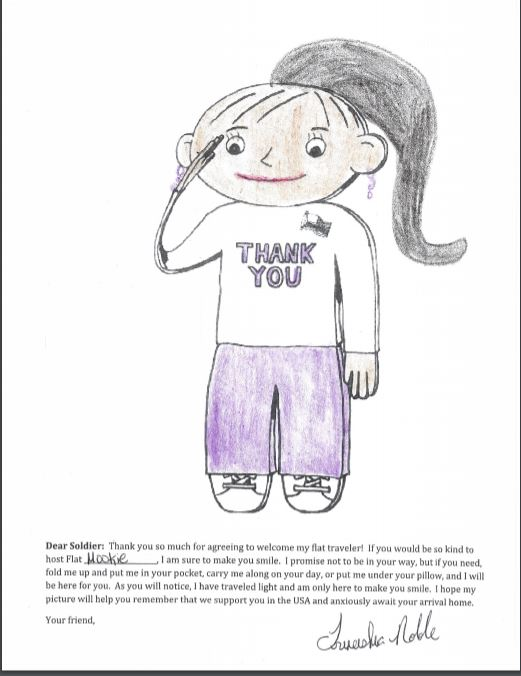 THANK
YOU
Dear Soldier: Thank you so much for agreeing to welcome my flat traveler! If you would be so kind to
host Flat Mookie, I am sure to make you smile. I promise not to be in your way, but if you need,
fold me up and put me in your pocket, carry me along on your day, or put me under your pillow, and I will
be here for you. As you will notice, I have traveled light and am only here to make you smile. I hope my
picture will help you remember that we support you in the USA and anxiously await your arrival home.
Your friend,
Noble